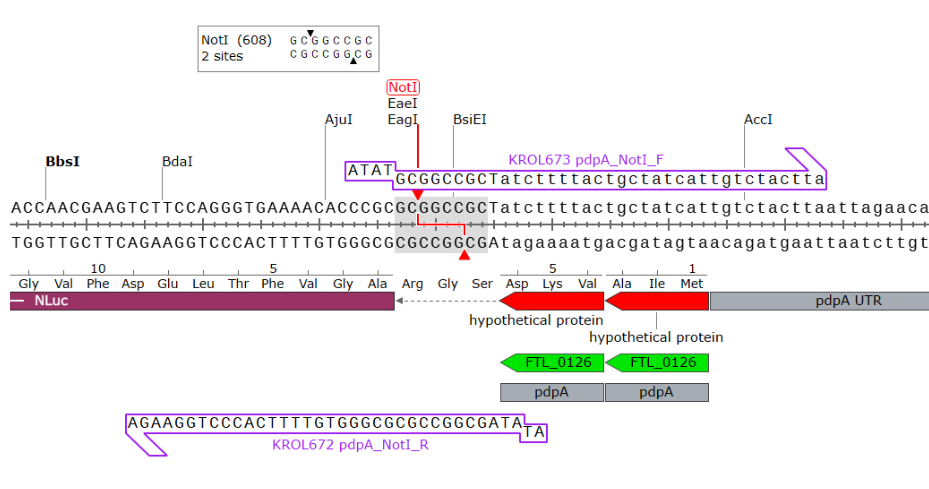 NotI (608) GCGGCCGC
2 sites CGCCGGCG
NotI
EaeI
EagI
BsiEI
AccI
AjuI
BbsI
BdaI
KROL673 pdpA_NotI_F
ATAT
GCGGCCGCTatcttttactgctatcattgtctactta
ACCAACGAAGTCTTCCAGGGTGAAAACACCCGCGCGGCCGCTatcttttactgctatcattgtctacttaattagaaca
TGGTTGCTTCAGAAGGTCCCACTTTTGTGGGCGCGCCGGCGAtagaaaatgacgatagtaacagatgaattaatcttgt
10 5 5 1
Gly Val Phe Asp Glu Leu Thr Phe Val Gly Ala Arg Gly Ser Asp Lys Val Ala Ile Met
NLuc pdpA UTR
hypothetical protein
hypothetical protein
FTL_0126 FTL_0126
pdpA pdpA
AGAAGGTCCCACTTTTGTGGGCGCGCCGGCGATA
TA
KROL672 pdpA_NotI_R